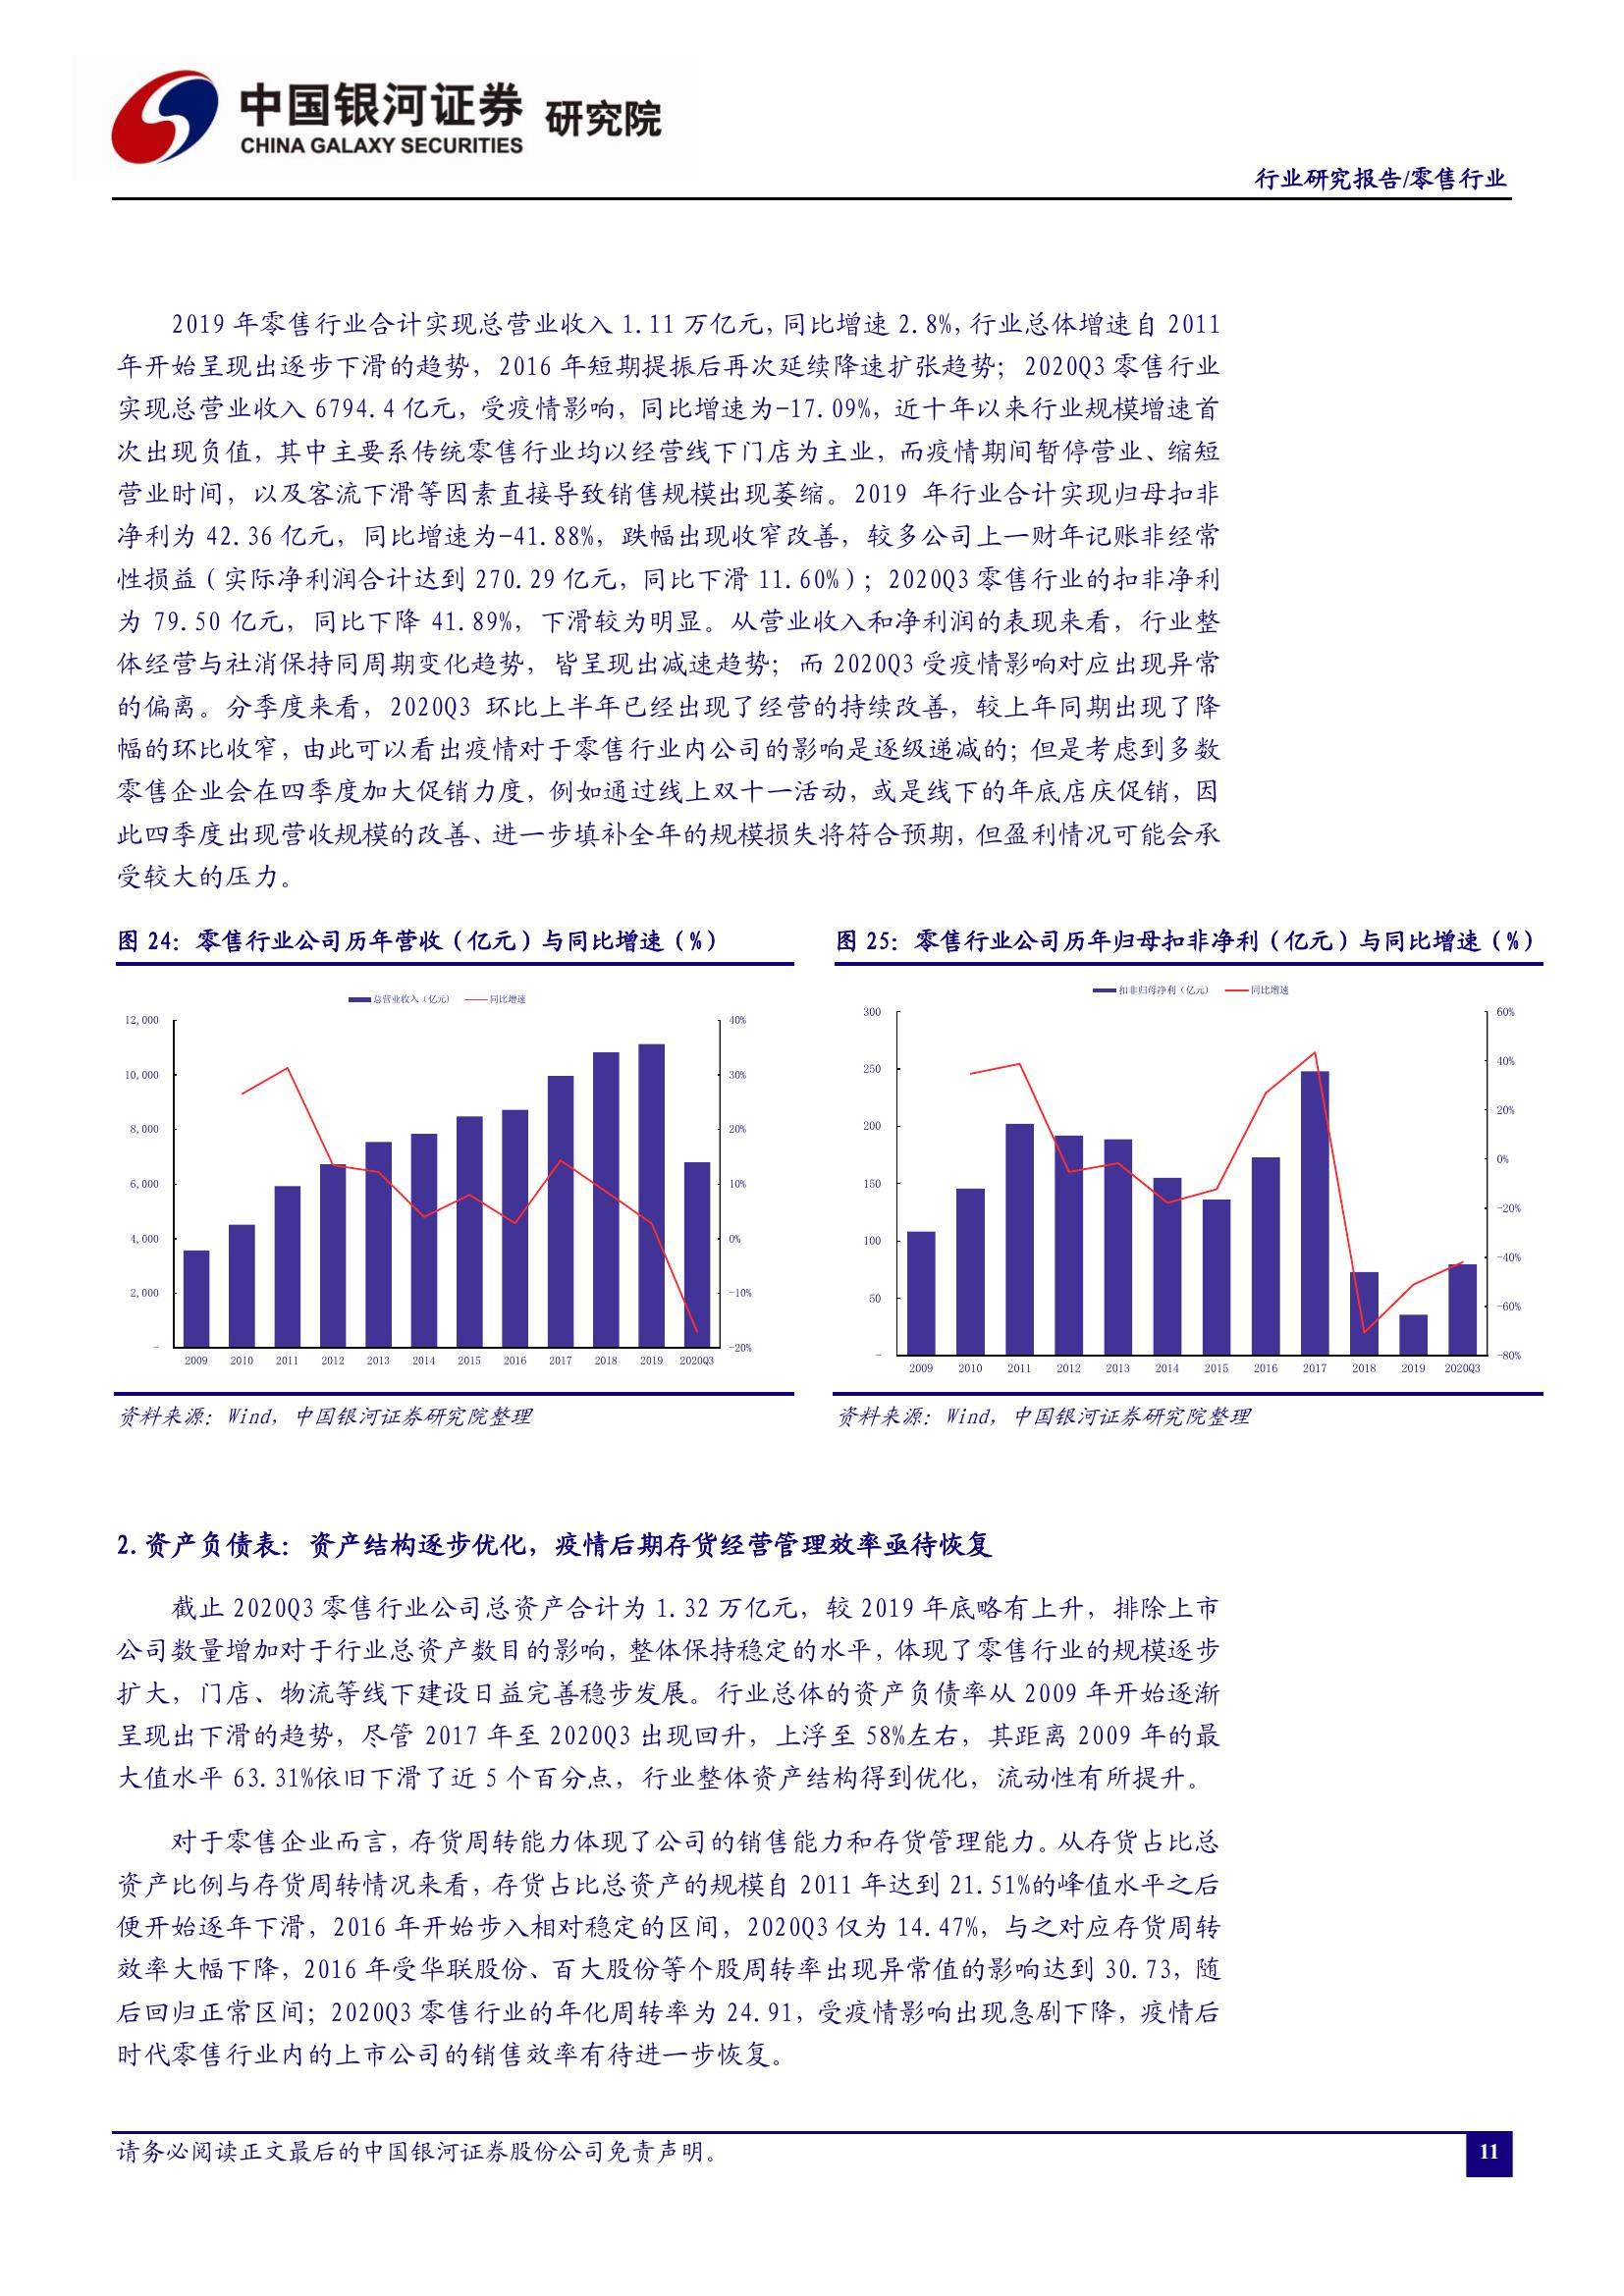 中国银河证券 研究院
CHINA GALAXY SECURITIES
行业研究报告/零售行业
2019 年零售行业合计实现总营业收入 1.11 万亿元,同比增速 2.8%,行业总体增速自 2011
年开始呈现出逐步下滑的趋势，2016 年短期提振后再次延续降速扩张趋势；2020Q3 零售行业
实现总营业收入 6794.4 亿元，受疫情影响，同比增速为-17.09%，近十年以来行业规模增速首
次出现负值，其中主要系传统零售行业均以经营线下门店为主业，而疫情期间暂停营业、缩短
营业时间，以及客流下滑等因素直接导致销售规模出现萎缩。2019 年行业合计实现归母扣非
净利为 42.36 亿元，同比增速为-41.88%，跌幅出现收窄改善，较多公司上一财年记账非经常
性损益（实际净利润合计达到 270.29 亿元，同比下滑 11.60%）；2020Q3 零售行业的扣非净利
为 79.50 亿元，同比下降 41.89%，下滑较为明显。从营业收入和净利润的表现来看，行业整
体经营与社消保持同周期变化趋势，皆呈现出减速趋势；而 2020Q3 受疫情影响对应出现异常
的偏离。分季度来看，2020Q3 环比上半年已经出现了经营的持续改善，较上年同期出现了降
幅的环比收窄，由此可以看出疫情对于零售行业内公司的影响是逐级递减的；但是考虑到多数
零售企业会在四季度加大促销力度，例如通过线上双十一活动，或是线下的年底店庆促销，因
此四季度出现营收规模的改善、进一步填补全年的规模损失将符合预期，但盈利情况可能会承
受较大的压力。
图 24：零售行业公司历年营收（亿元）与同比增速（%）
总营业收入（亿元） 同比增速
12,000
10,000
8,000
6,000
4,000
2,000
-
40%
30%
20%
10%
0%
-10%
-20%
2009 2010 2011 2012 2013 2014 2015 2016 2017 2018 2019 2020Q3
资料来源：Wind，中国银河证券研究院整理
图 25：零售行业公司历年归母扣非净利（亿元）与同比增速（%）
扣非归母净利（亿元） 同比增速
300
250
200
150
100
50
-
60%
40%
20%
0%
-20%
-40%
-60%
-80%
2009 2010 2011 2012 2013 2014 2015 2016 2017 2018 2019 2020Q3
资料来源：Wind，中国银河证券研究院整理
2.资产负债表：资产结构逐步优化，疫情后期存货经营管理效率亟待恢复
截止 2020Q3 零售行业公司总资产合计为 1.32 万亿元，较 2019 年底略有上升，排除上市
公司数量增加对于行业总资产数目的影响，整体保持稳定的水平，体现了零售行业的规模逐步
扩大，门店、物流等线下建设日益完善稳步发展。行业总体的资产负债率从 2009 年开始逐渐
呈现出下滑的趋势，尽管 2017 年至 2020Q3 出现回升，上浮至 58%左右，其距离 2009 年的最
大值水平 63.31%依旧下滑了近 5 个百分点，行业整体资产结构得到优化，流动性有所提升。
对于零售企业而言，存货周转能力体现了公司的销售能力和存货管理能力。从存货占比总
资产比例与存货周转情况来看，存货占比总资产的规模自 2011 年达到 21.51%的峰值水平之后
便开始逐年下滑，2016 年开始步入相对稳定的区间，2020Q3 仅为 14.47%，与之对应存货周转
效率大幅下降，2016 年受华联股份、百大股份等个股周转率出现异常值的影响达到 30.73，随
后回归正常区间；2020Q3 零售行业的年化周转率为 24.91，受疫情影响出现急剧下降，疫情后
时代零售行业内的上市公司的销售效率有待进一步恢复。
请务必阅读正文最后的中国银河证券股份公司免责声明。
11